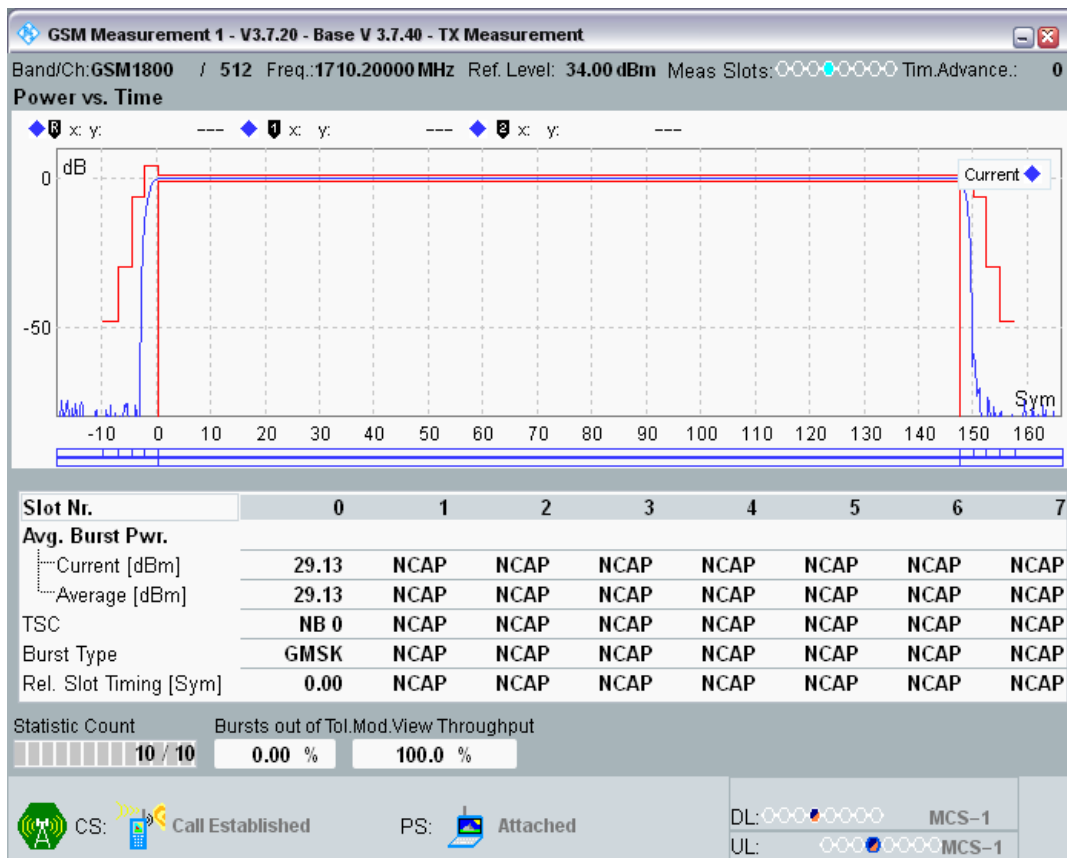 GSM Measurement 1 - V3.7.20 - Base V 3.7.40 - TX Measurement
Band/Ch:GSM1800 / 512 Freq.:1710.20000 MHz Ref. Level: 34.00 dBm Meas Slots: Tim.Advance.: 0
Power vs. Time
R x: y: --- 1 x: y: --- 2 x: y: ---
dB
Current
0
-50
Sym
-10 0 10 20 30 40 50 60 70 80 90 100 110 120 130 140 150 160
Slot Nr. 0 1 2 3 4 5 6 7
Avg. Burst Pwr.
Current [dBm] 29.13 NCAP NCAP NCAP NCAP NCAP NCAP NCAP
Average [dBm] 29.13 NCAP NCAP NCAP NCAP NCAP NCAP NCAP
TSC NB 0 NCAP NCAP NCAP NCAP NCAP NCAP NCAP
Burst Type GMSK NCAP NCAP NCAP NCAP NCAP NCAP NCAP
Rel. Slot Timing [Sym] 0.00 NCAP NCAP NCAP NCAP NCAP NCAP NCAP
Statistic Count Bursts out of Tol.Mod.View Throughput
10 / 10 0.00 % 100.0 %
CS: Call Established PS: Attached
DL: MCS-1
UL: MCS-1